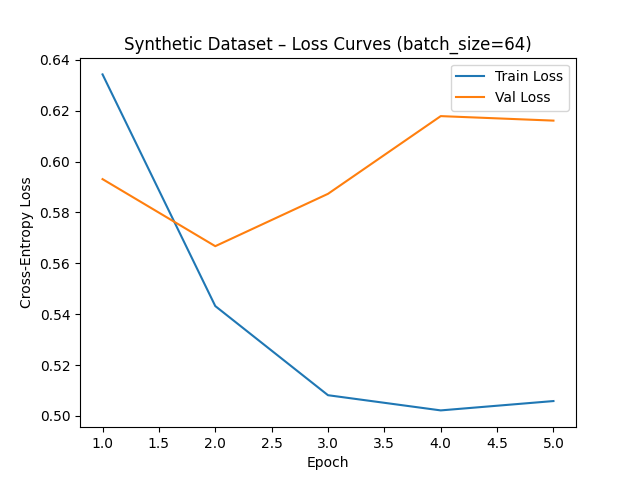 Synthetic Dataset – Loss Curves (batch_size=64)
Train Loss
Val Loss
Cross-Entropy Loss
0.64
0.62
0.60
0.58
0.56
0.54
0.52
0.50
1.0 1.5 2.0 2.5 3.0 3.5 4.0 4.5 5.0
Epoch